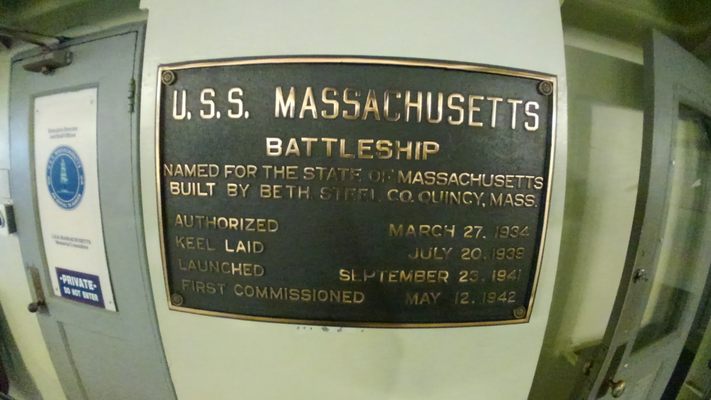 U.S.S. MASSACHUSETTS
BATTLESHIP
NAMED FOR THE STATE OF MASSACHUSETTS
BUILT BY BETH. STEEL CO. QUINCY, MASS.
AUTHORIZED MARCH 27, 1934
KEEL LAID JULY 20, 1939
LAUNCHED SEPTEMBER 23, 1941
FIRST COMMISSIONED MAY 12, 1942
PRIVATE
DO NOT ENTER